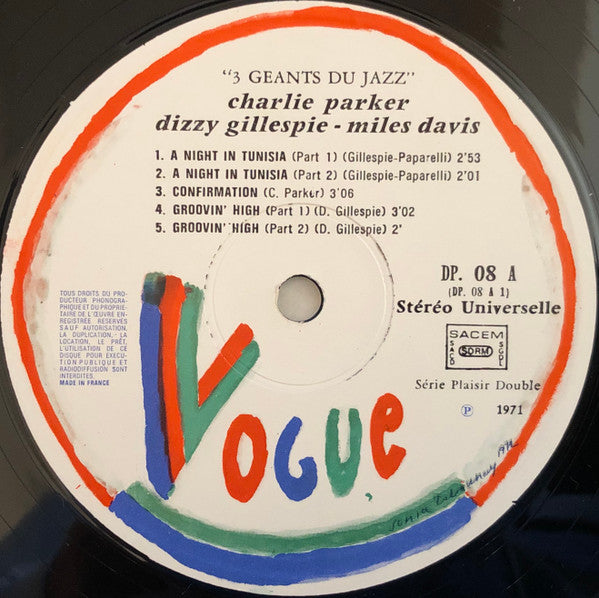 "3 GEANTS DU JAZZ"
charlie parker
dizzy gillespie - miles davis
1. A NIGHT IN TUNISIA (Part 1) (Gillespie-Paparelli) 2'53
2. A NIGHT IN TUNISIA (Part 2) (Gillespie-Paparelli) 2'01
3. CONFIRMATION (C. Parker) 3'06
4. GROOVIN' HIGH (Part 1) (D. Gillespie) 3'02
5. GROOVIN' HIGH (Part 2) (D. Gillespie) 2'
DP. 08 A
(DP. 08 A 1)
Stéréo Universelle
SACEM
SACD SDRM SGDL
Série Plaisir Double
℗ 1971
TOUS DROITS DU PRO-
DUCTEUR PHONOGRA-
PHIQUE ET DU PROPRIE-
TAIRE DE L'ŒUVRE EN-
REGISTRÉE RESERVES
SAUF AUTORISATION,
LA DUPLICATION, - LA
LOCATION, LE PRÊT,
L'UTILISATION DE CE
DISQUE POUR EXECU-
TION PUBLIQUE ET
RADIODIFFUSION SONT
INTERDITES.
MADE IN FRANCE
VOGUE
sonia Delaunay